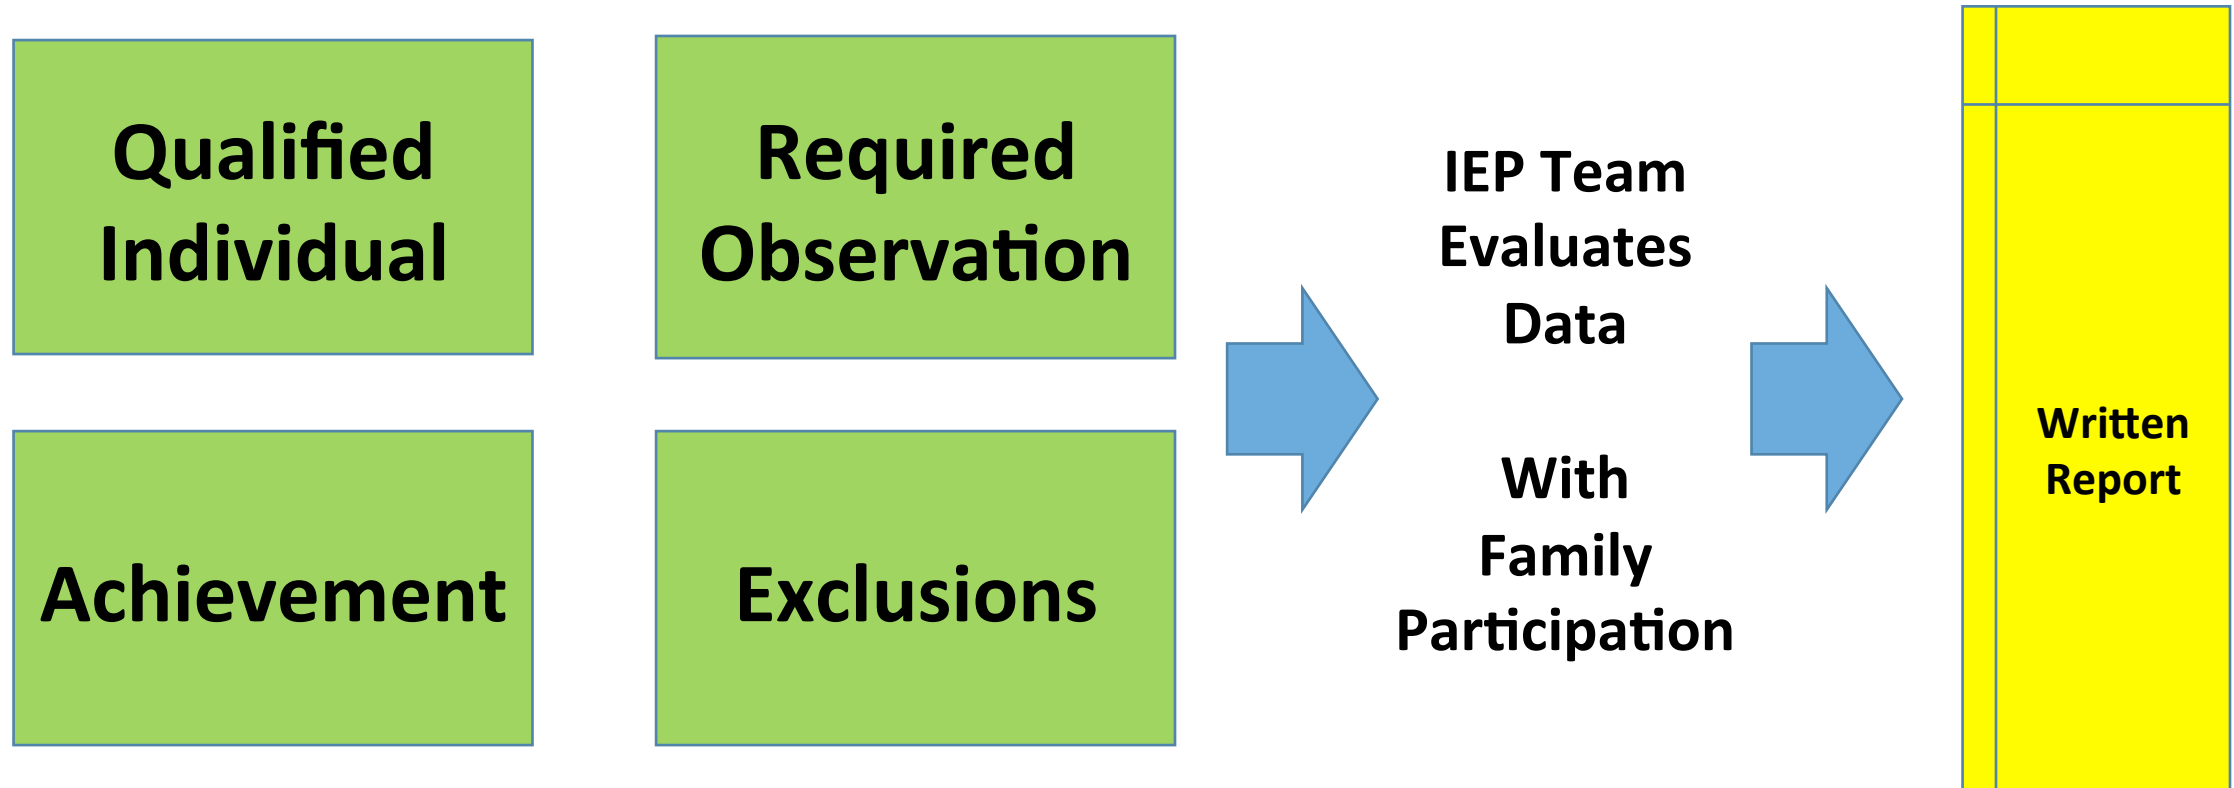 Qualified
Individual
Required
Observation
Achievement
Exclusions
IEP Team
Evaluates
Data
With
Family
Participation
Written
Report